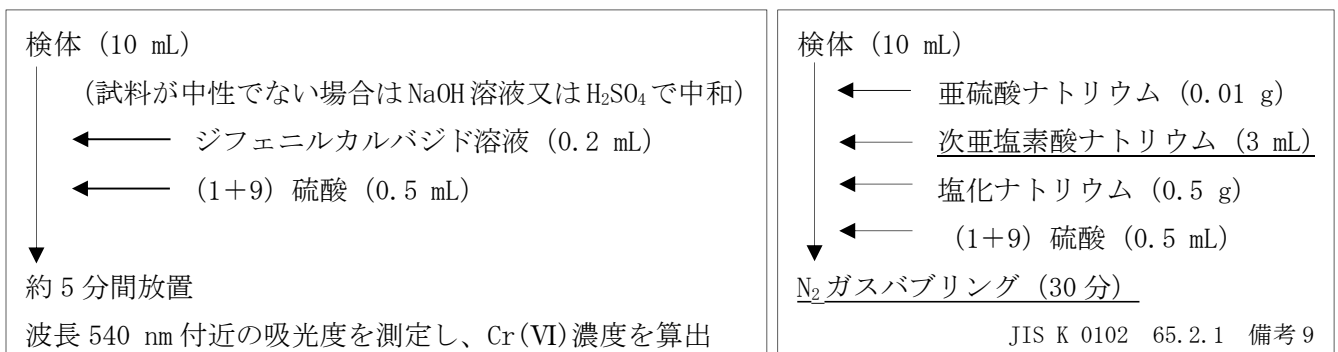 検体 (10 mL)
(試料が中性でない場合はNaOH溶液又はH₂SO₄で中和)
ジフェニルカルバジド溶液 (0.2 mL)
(1+9) 硫酸 (0.5 mL)
約5分間放置
波長 540 nm 付近の吸光度を測定し、Cr(Ⅵ)濃度を算出
検体 (10 mL)
亜硫酸ナトリウム (0.01 g)
次亜塩素酸ナトリウム (3 mL)
塩化ナトリウム (0.5 g)
(1+9) 硫酸 (0.5 mL)
N₂ガスバブリング (30分)
JIS K 0102 65.2.1 備考9